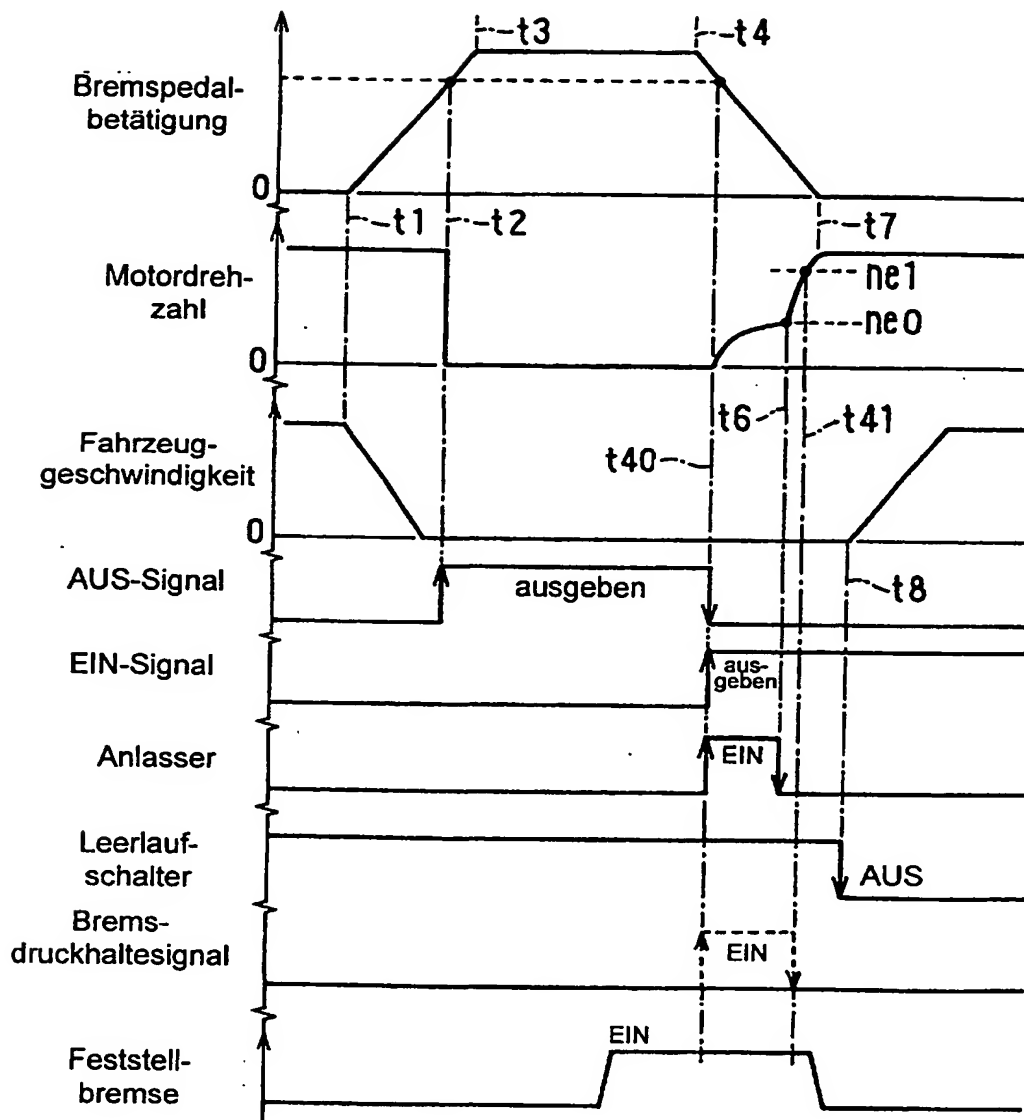 t3
t4
Bremspedal-
betätigung
0
t1
t2
t7
Motordreh-
zahl
ne1
ne0
0
t6
t41
t40
Fahrzeug-
geschwindigkeit
0
t8
AUS-Signal
ausgeben
EIN-Signal
aus-
geben
Anlasser
EIN
Leerlauf-
schalter
AUS
Brems-
druckhaltesignal
EIN
EIN
Feststell-
bremse